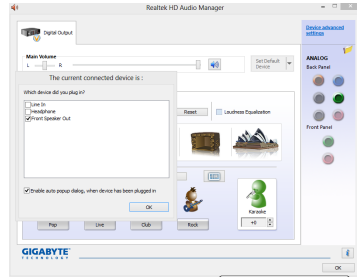 Realtek HD Audio Manager
Digital Output
Device advanced
settings
Main Volume
L
R
Set Default
Device
ANALOG
Back Panel
The current connected device is :
Which device did you plug in?
Line In
Headphone
Front Speaker Out
Reset
Loudness Equalization
Front Panel
Enable auto popup dialog, when device has been plugged in
OK
Karaoke
+0
Pop
Live
Club
Rock
GIGABYTE
TECHNOLOGY
OK